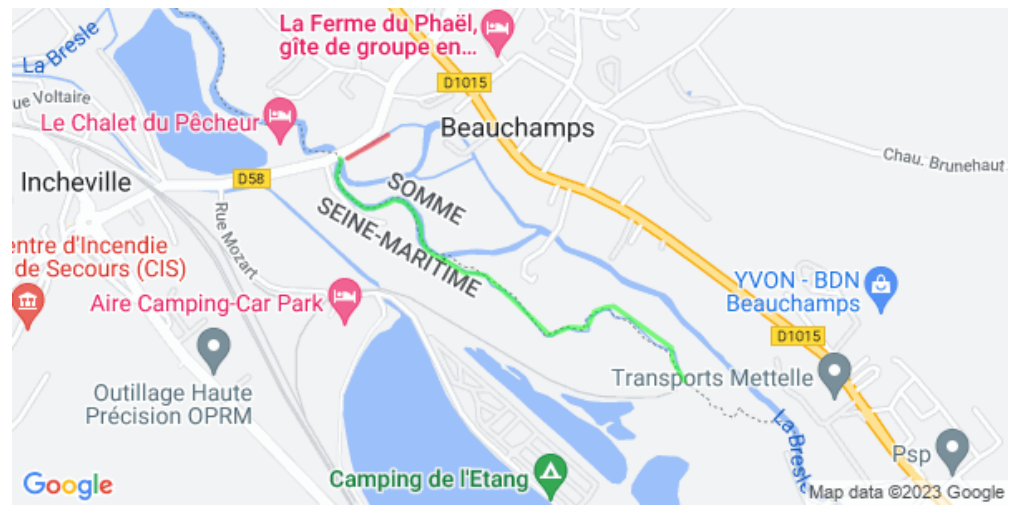 La Ferme du Phaël,
gîte de groupe en...
La Bresle
D1015
ue Voltaire
Le Chalet du Pêcheur
Beauchamps
Chau. Brunehaut
Incheville
D58
SOMME
SEINE-MARITIME
Rue Mozart
entre d'Incendie
de Secours (CIS)
Aire Camping-Car Park
YVON - BDN
Beauchamps
D1015
Outillage Haute
Précision OPRM
Transports Mettelle
La Bresle
Psp
Camping de l'Etang
Google
Map data ©2023 Google